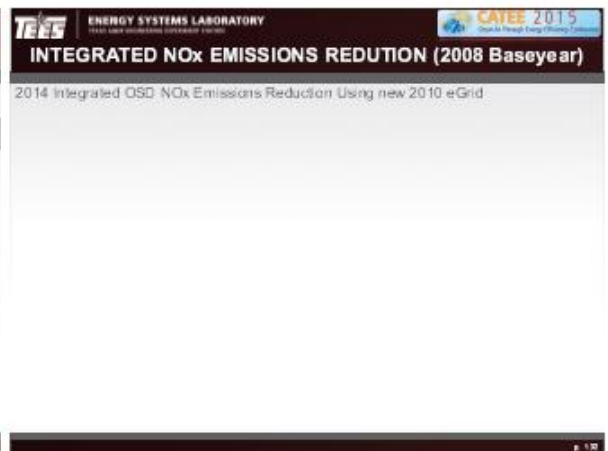 TEES ENERGY SYSTEMS LABORATORY
CATEE 2015
INTEGRATED NOx EMISSIONS REDUTION (2008 Baseyear)
2014 Integrated OSD NOx Emissions Reduction Using new 2010 eGrid